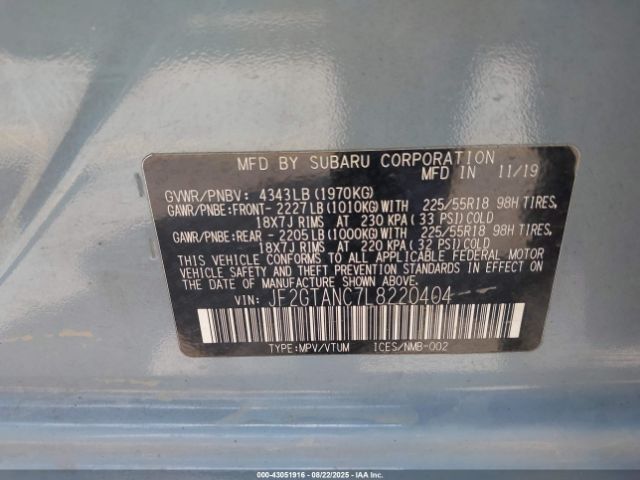 MFD BY SUBARU CORPORATION
MFD IN 11/19
GVWR/PNBV: 4343LB(1970KG)
GAWR/PNBE:FRONT- 2227LB(1010KG)WITH 225/55R18 98H TIRES,
18X7J RIMS AT 230 KPA(33 PSI)COLD
GAWR/PNBE:REAR -2205LB(1000KG)WITH 225/55R18 98H TIRES,
18X7J RIMS AT 220 KPA(32 PSI)COLD
THIS VEHICLE CONFORMS TO ALL APPLICABLE FEDERAL MOTOR
VEHICLE SAFETY AND THEFT PREVENTION STANDARDS IN EFFECT ON
THE DATE OF MANUFACTURE SHOWN ABOVE.
VIN: JF2GTANC7L8220404
TYPE:MPV/VTUM ICES/NMB-002
000-43051916 - 08/22/2025 - IAAI.COM